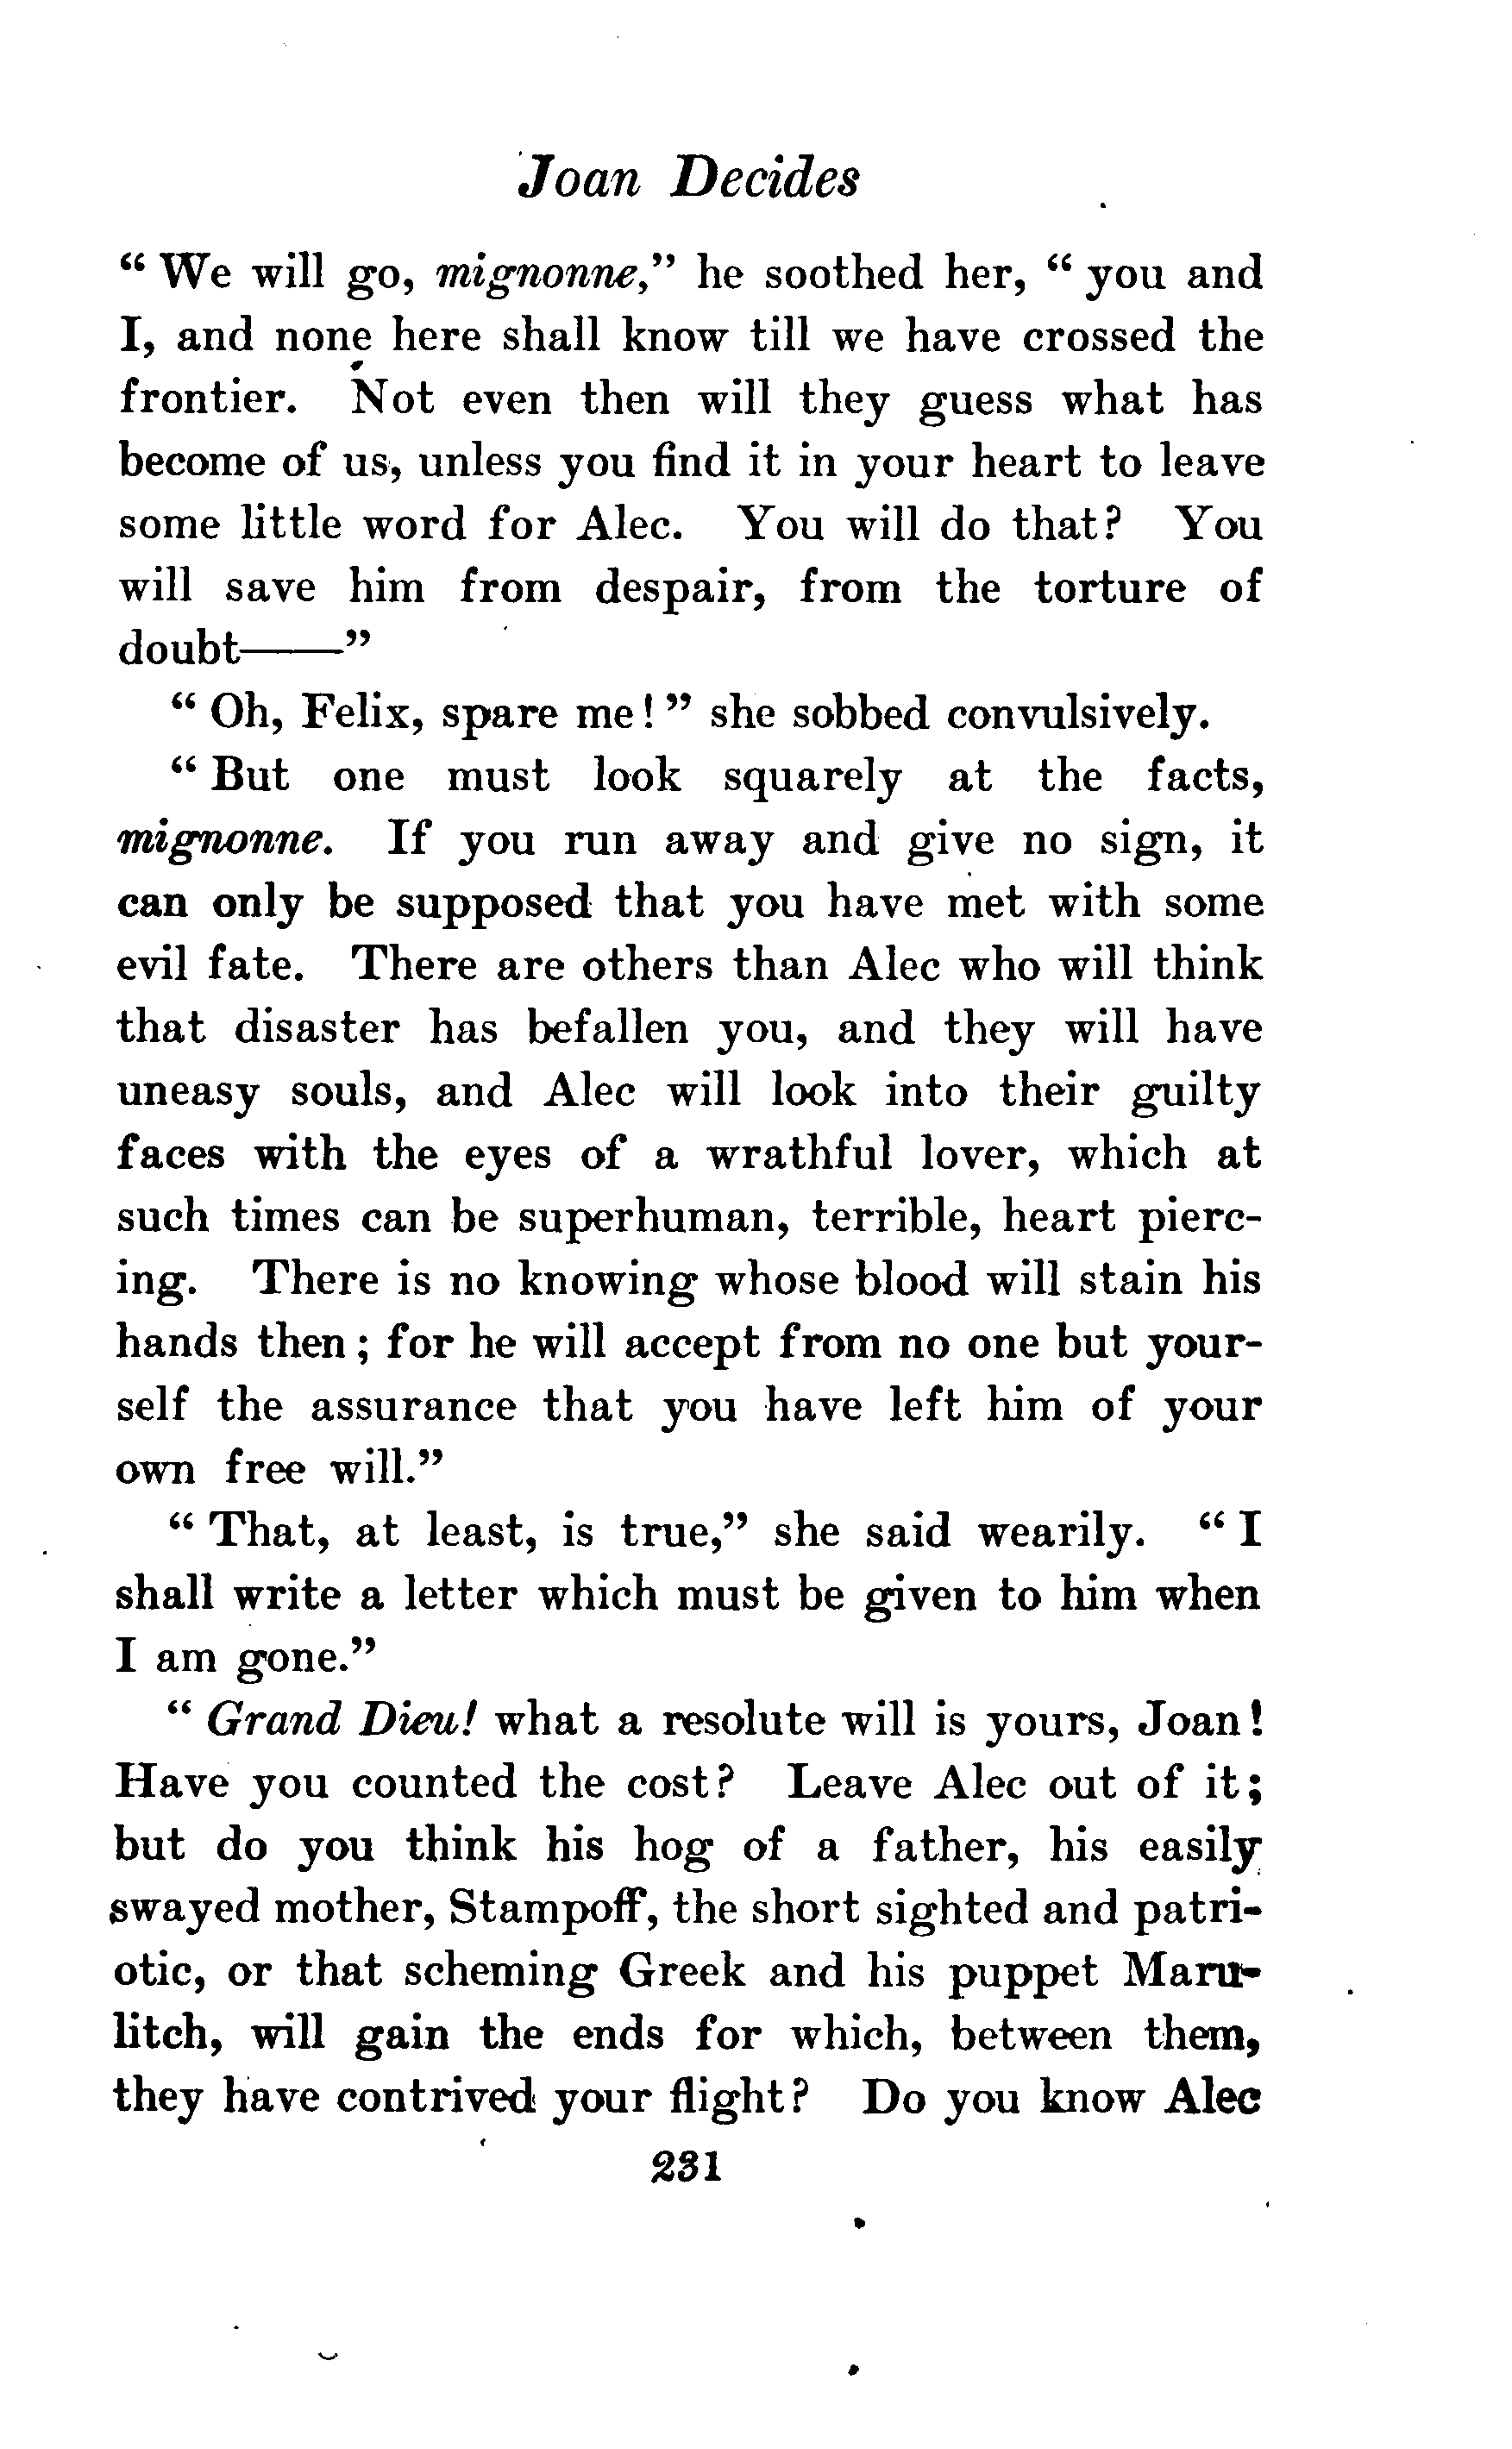 Joan Decides
“ We will go, mignonne,” he soothed her, “ you and
I, and none here shall know till we have crossed the
frontier. Not even then will they guess what has
become of us, unless you find it in your heart to leave
some little word for Alec. You will do that? You
will save him from despair, from the torture of
doubt——”
“ Oh, Felix, spare me! ” she sobbed convulsively.
“ But one must look squarely at the facts,
mignonne. If you run away and give no sign, it
can only be supposed that you have met with some
evil fate. There are others than Alec who will think
that disaster has befallen you, and they will have
uneasy souls, and Alec will look into their guilty
faces with the eyes of a wrathful lover, which at
such times can be superhuman, terrible, heart pierc-
ing. There is no knowing whose blood will stain his
hands then ; for he will accept from no one but your-
self the assurance that you have left him of your
own free will.”
“ That, at least, is true,” she said wearily. “ I
shall write a letter which must be given to him when
I am gone.”
“ Grand Dieu! what a resolute will is yours, Joan!
Have you counted the cost? Leave Alec out of it;
but do you think his hog of a father, his easily
swayed mother, Stampoff, the short sighted and patri-
otic, or that scheming Greek and his puppet Maru-
litch, will gain the ends for which, between them,
they have contrived your flight? Do you know Alec
231